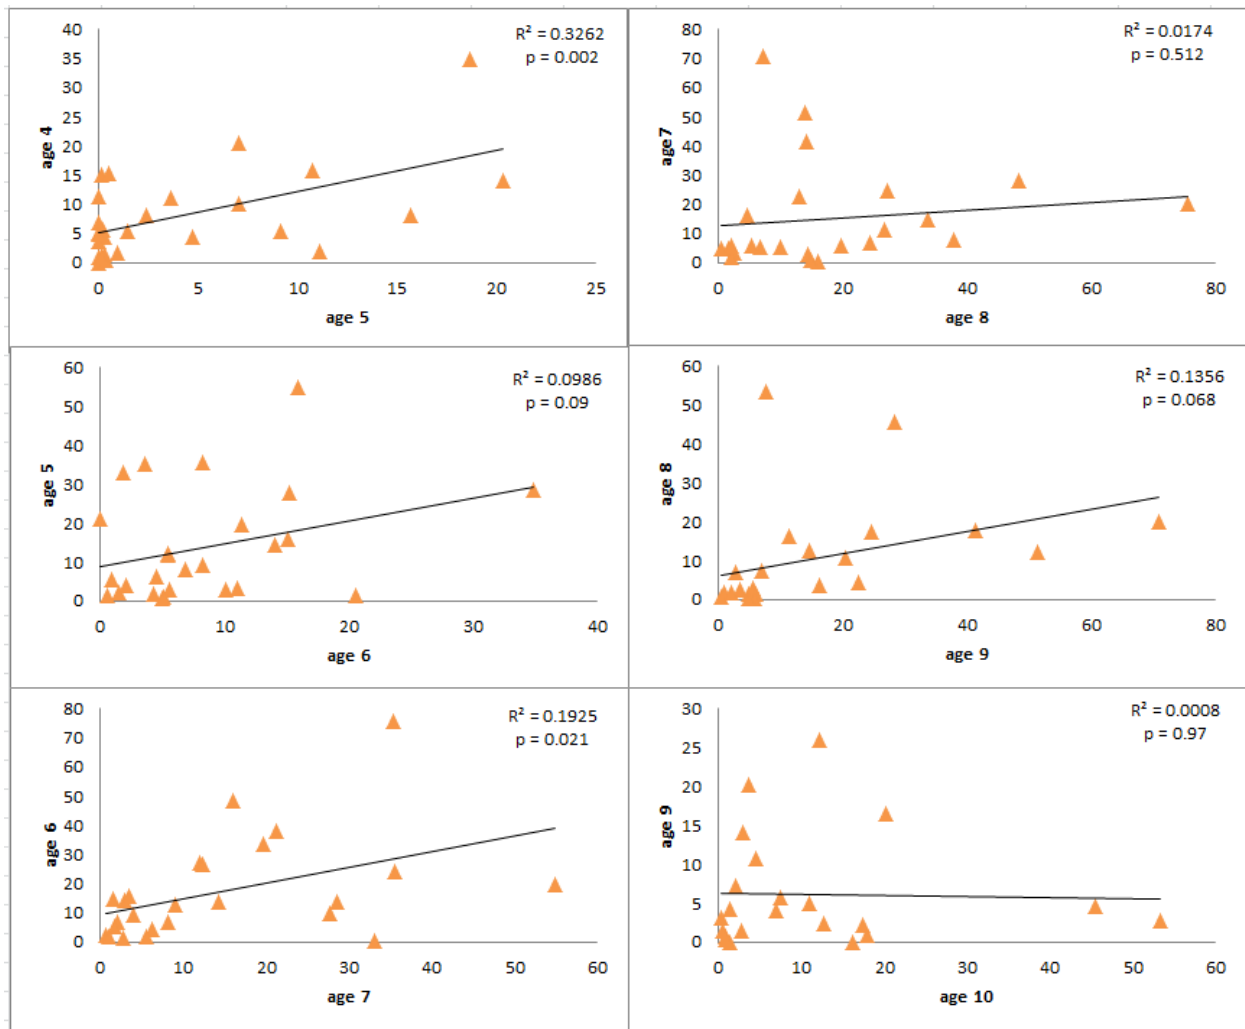 R² = 0.3262
p = 0.002
40
35
30
25
20
15
10
5
0
age 4
0 5 10 15 20 25
age 5
R² = 0.0174
p = 0.512
80
70
60
50
40
30
20
10
0
age7
0 20 40 60 80
age 8
R² = 0.0986
p = 0.09
60
50
40
30
20
10
0
age 5
0 10 20 30 40
age 6
R² = 0.1356
p = 0.068
60
50
40
30
20
10
0
age 8
0 20 40 60 80
age 9
R² = 0.1925
p = 0.021
80
70
60
50
40
30
20
10
0
age 6
0 10 20 30 40 50 60
age 7
R² = 0.0008
p = 0.97
30
25
20
15
10
5
0
age 9
0 10 20 30 40 50 60
age 10